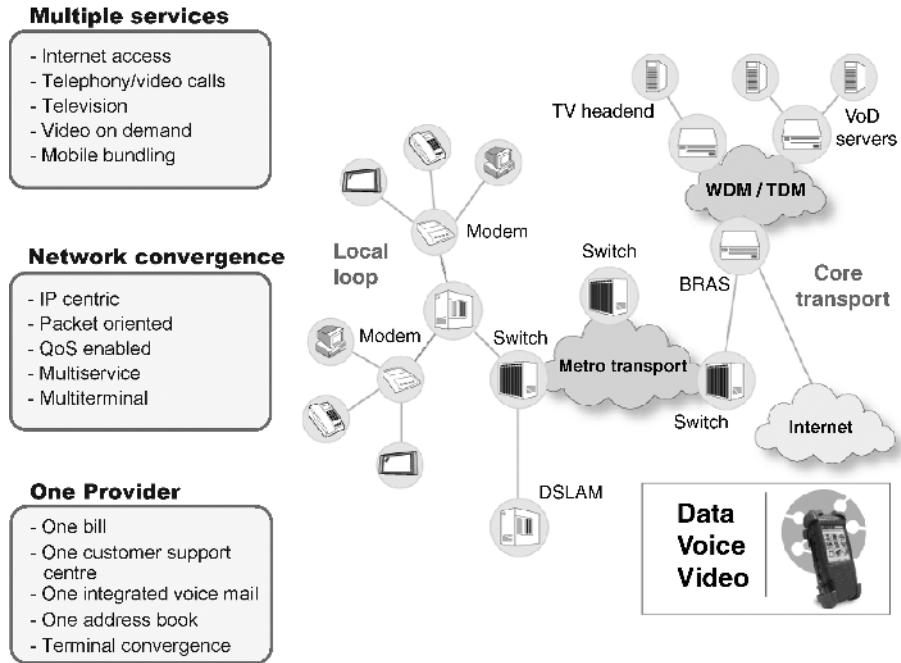 Multiple services
- Internet access
- Telephony/video calls
- Television
- Video on demand
- Mobile bundling
Network convergence
- IP centric
- Packet oriented
- QoS enabled
- Multiservice
- Multiterminal
One Provider
- One bill
- One customer support
centre
- One integrated voice mail
- One address book
- Terminal convergence
Local
loop
Modem
Modem
Switch
DSLAM
Switch
Metro transport
Switch
TV headend
VoD
servers
WDM / TDM
BRAS
Core
transport
Internet
Data
Voice
Video